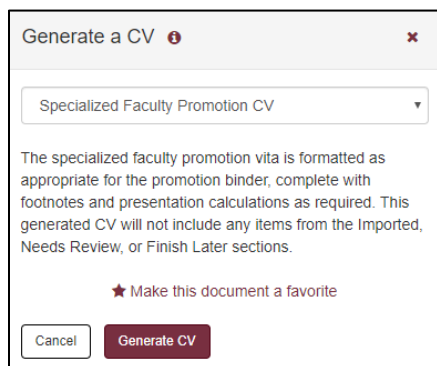 Generate a CV
Specialized Faculty Promotion CV
The specialized faculty promotion vita is formatted as
appropriate for the promotion binder, complete with
footnotes and presentation calculations as required. This
generated CV will not include any items from the Imported,
Needs Review, or Finish Later sections.
Make this document a favorite
Cancel Generate CV